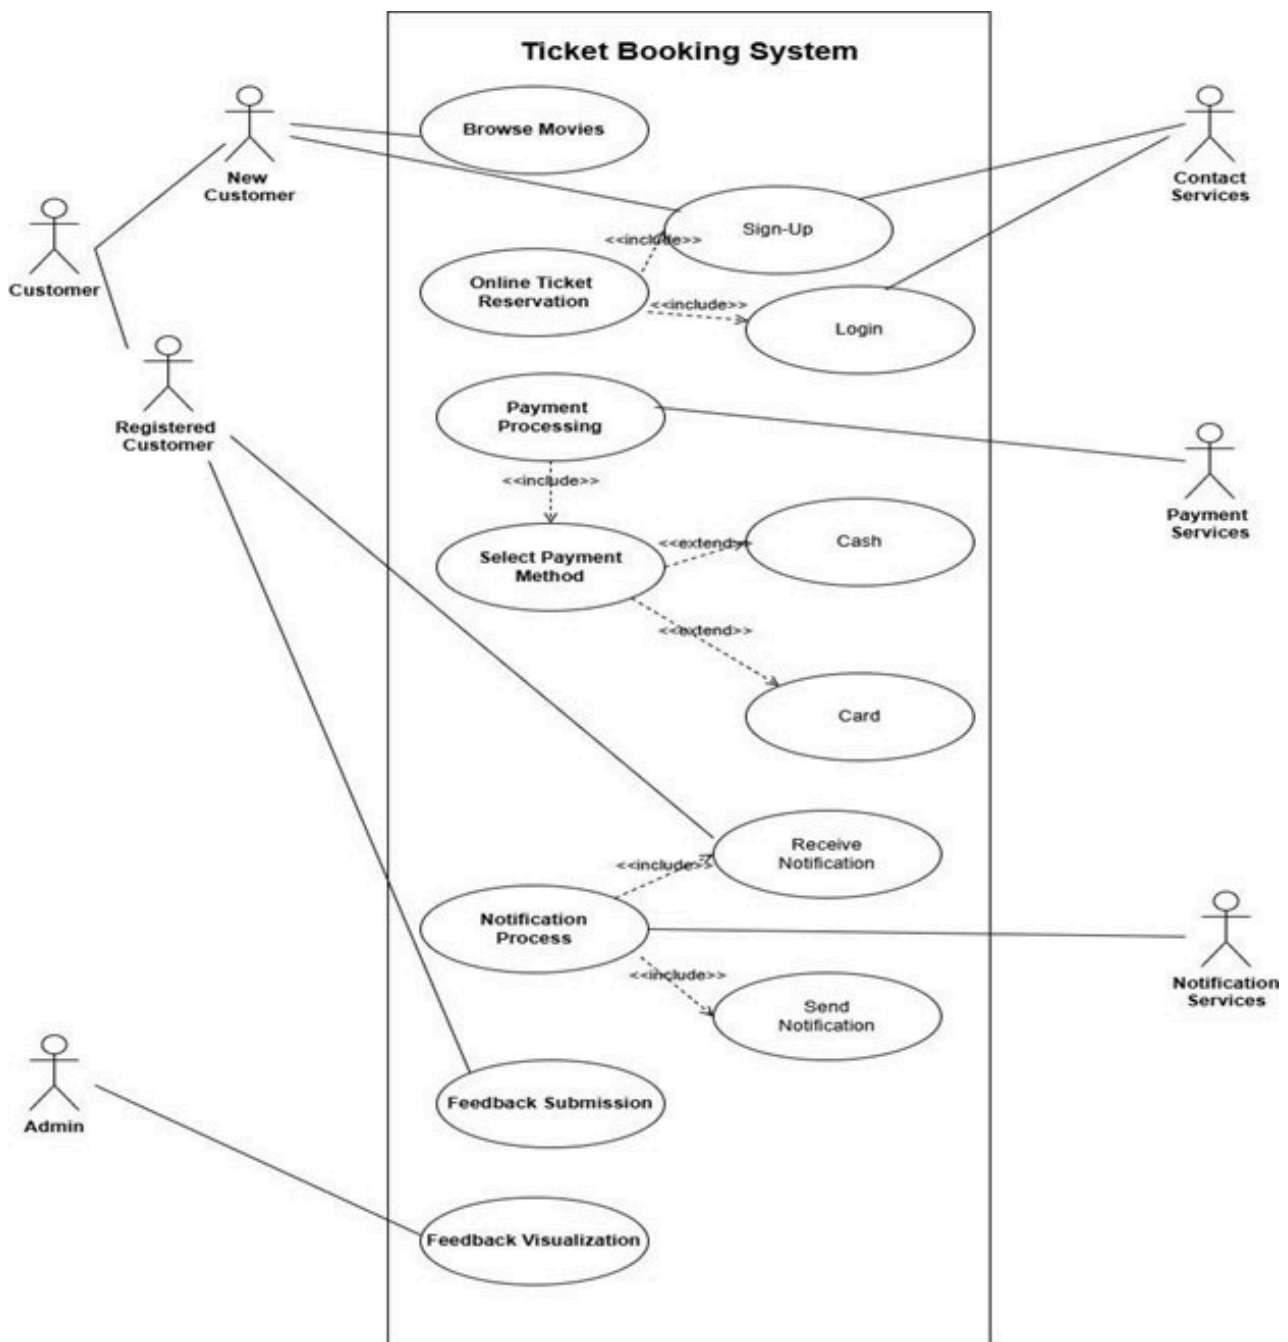 Ticket Booking System
Browse Movies
New
Customer
Contact
Services
Sign-Up
<<include>>
Customer
Online Ticket
Reservation
<<include>>
Login
Registered
Customer
Payment
Processing
<<include>>
Payment
Services
Select Payment
Method
<<extend>>
Cash
<<extend>>
Card
Receive
Notification
<<include>>
Notification
Process
<<include>>
Notification
Services
Send
Notification
Admin
Feedback Submission
Feedback Visualization